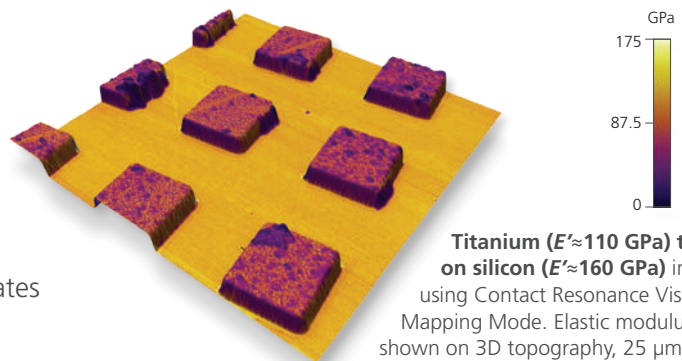 GPa
175
87.5
0
Titanium (E′≈110 GPa)
on silicon (E′≈160 GPa)
ates
using Contact Resonance
Mapping Mode. Elastic
shown on 3D topography, 25